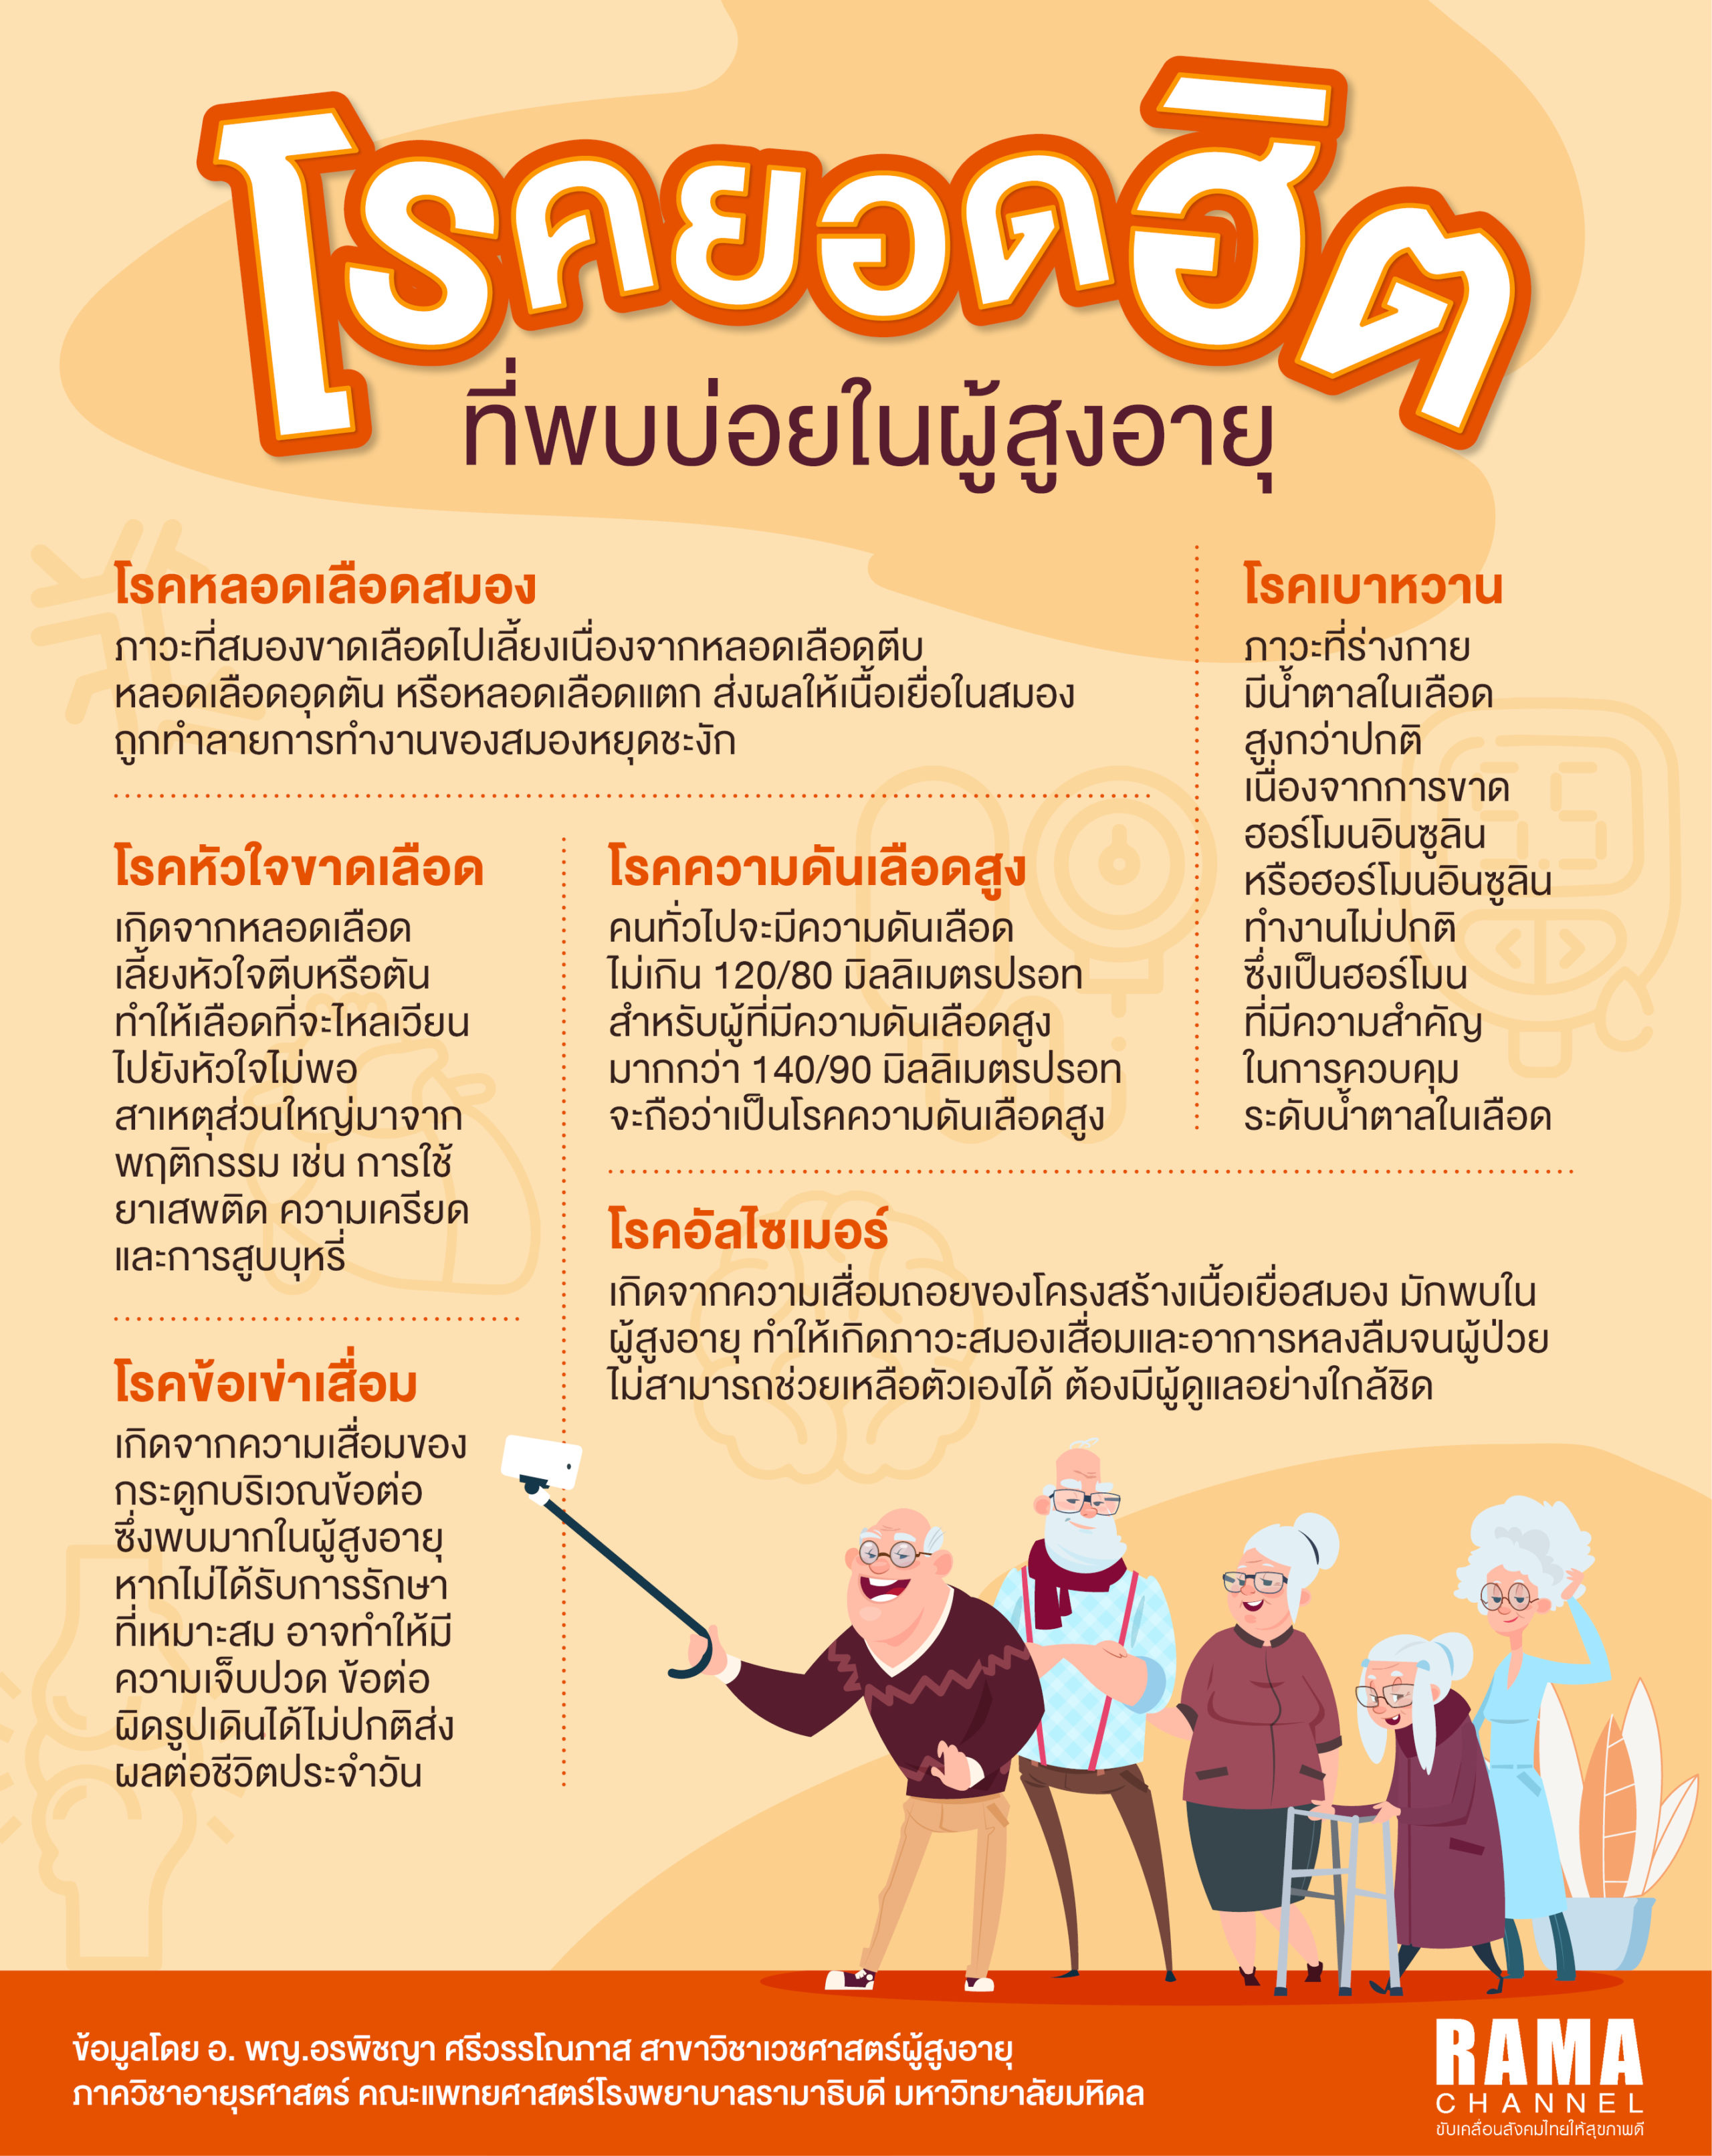 โรคยอดฮิต
ที่พบบ่อยในผู้สูงอายุ
โรคหลอดเลือดสมอง
ภาวะที่สมองขาดเลือดไปเลี้ยงเนื่องจากหลอดเลือดตีบ
หลอดเลือดอุดตัน หรือหลอดเลือดแตก ส่งผลให้เนื้อเยื่อในสมอง
ถูกทำลายการทำงานของสมองหยุดชะงัก
โรคเบาหวาน
ภาวะที่ร่างกาย
มีน้ำตาลในเลือด
สูงกว่าปกติ
เนื่องจากการขาด
ฮอร์โมนอินซูลิน
หรือฮอร์โมนอินซูลิน
ทำงานไม่ปกติ
ซึ่งเป็นฮอร์โมน
ที่มีความสำคัญ
ในการควบคุม
ระดับน้ำตาลในเลือด
โรคหัวใจขาดเลือด
เกิดจากหลอดเลือด
เลี้ยงหัวใจตีบหรือตัน
ทำให้เลือดที่จะไหลเวียน
ไปยังหัวใจไม่พอ
สาเหตุส่วนใหญ่มาจาก
พฤติกรรม เช่น การใช้
ยาเสพติด ความเครียด
และการสูบบุหรี่
โรคความดันเลือดสูง
คนทั่วไปจะมีความดันเลือด
ไม่เกิน 120/80 มิลลิเมตรปรอท
สำหรับผู้ที่มีความดันเลือดสูง
มากกว่า 140/90 มิลลิเมตรปรอท
จะถือว่าเป็นโรคความดันเลือดสูง
โรคอัลไซเมอร์
เกิดจากความเสื่อมถอยของโครงสร้างเนื้อเยื่อสมอง มักพบใน
ผู้สูงอายุ ทำให้เกิดภาวะสมองเสื่อมและอาการหลงลืมจนผู้ป่วย
ไม่สามารถช่วยเหลือตัวเองได้ ต้องมีผู้ดูแลอย่างใกล้ชิด
โรคข้อเข่าเสื่อม
เกิดจากความเสื่อมของ
กระดูกบริเวณข้อต่อ
ซึ่งพบมากในผู้สูงอายุ
หากไม่ได้รับการรักษา
ที่เหมาะสม อาจทำให้มี
ความเจ็บปวด ข้อต่อ
ผิดรูปเดินได้ไม่ปกติส่ง
ผลต่อชีวิตประจำวัน
ข้อมูลโดย อ. พญ.อรพิชญา ศรีวรรโณภาส สาขาวิชาเวชศาสตร์ผู้สูงอายุ
ภาควิชาอายุรศาสตร์ คณะแพทยศาสตร์โรงพยาบาลรามาธิบดี มหาวิทยาลัยมหิดล
RAMA
CHANNEL
ขับเคลื่อนสังคมไทยให้สุขภาพดี